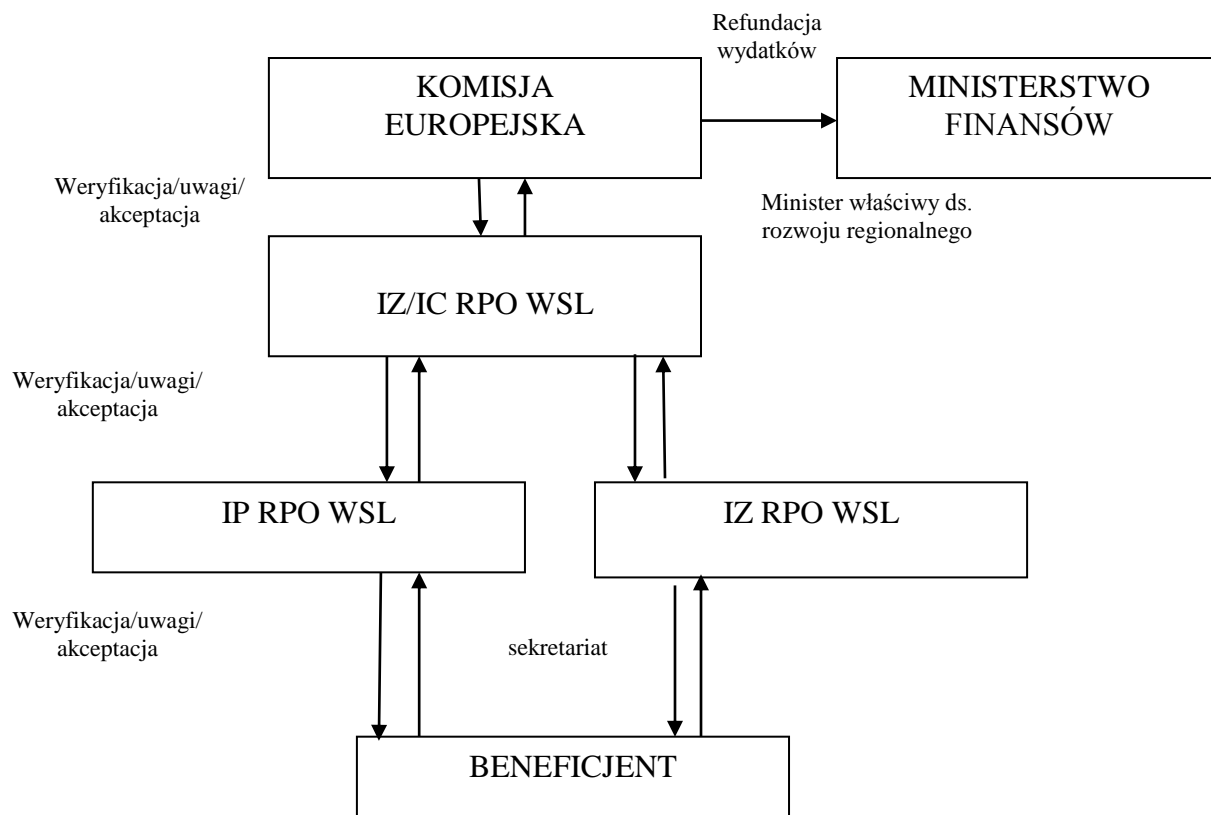 Refundacja
wydatków
KOMISJA
EUROPEJSKA
MINISTERSTWO
FINANSÓW
Weryfikacja/uwagi/
akceptacja
Minister właściwy ds.
rozwoju regionalnego
IZ/IC RPO WSL
Weryfikacja/uwagi/
akceptacja
IP RPO WSL
IZ RPO WSL
Weryfikacja/uwagi/
akceptacja
sekretariat
BENEFICJENT